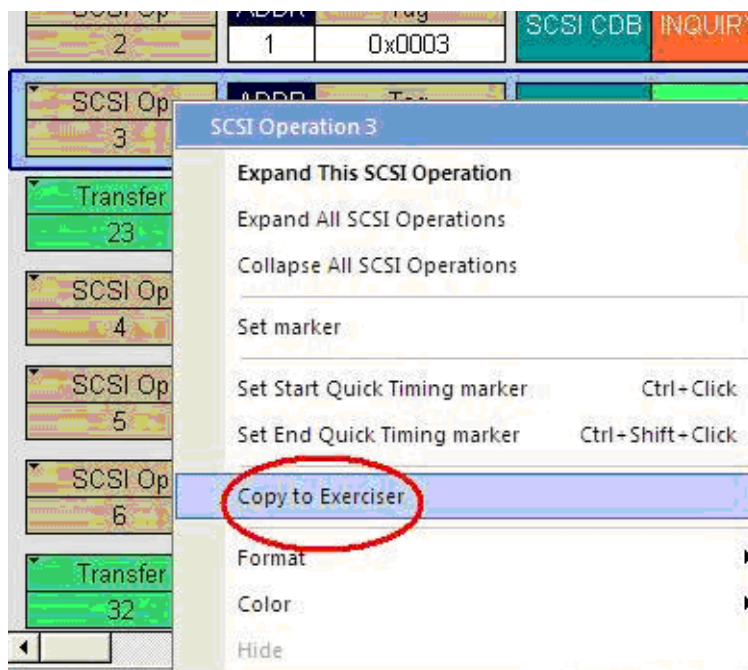 SCSI Op ADDR Tag SCSI CDB INQUIRY
2 1 0x0003
SCSI Op ADDR Tag
3
SCSI Operation 3
Expand This SCSI Operation
Expand All SCSI Operations
Transfer
23
Collapse All SCSI Operations
SCSI Op
4
Set marker
SCSI Op
5
Set Start Quick Timing marker Ctrl+Click
Set End Quick Timing marker Ctrl+Shift+Click
SCSI Op
6
Copy to Exerciser
Transfer
32
Format
Color
Hide